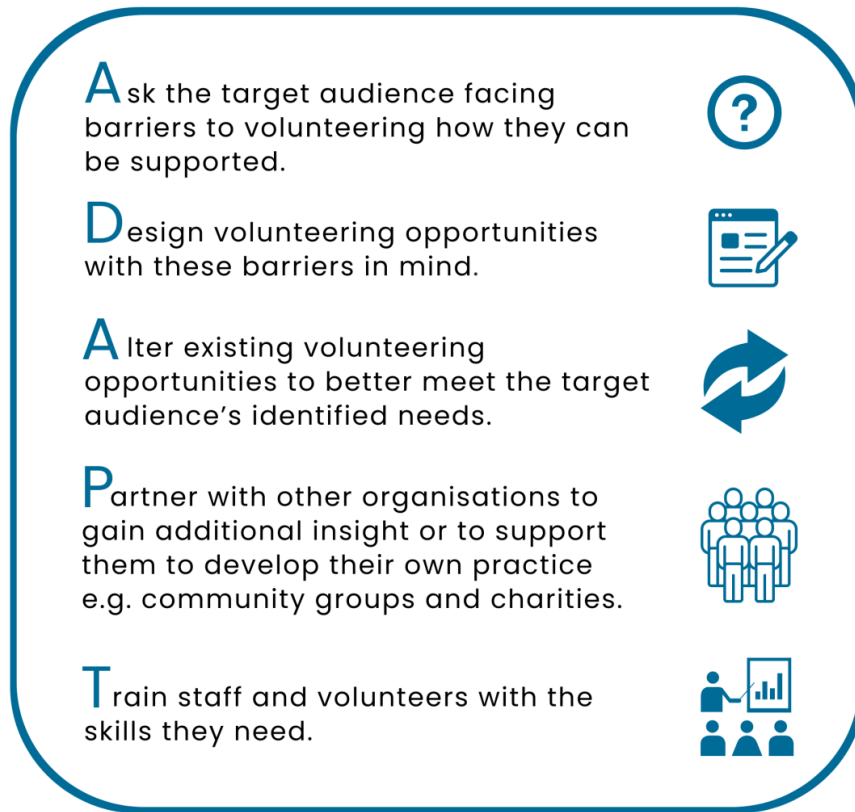 Ask the target audience facing
barriers to volunteering how they can
be supported.
Design volunteering opportunities
with these barriers in mind.
Alter existing volunteering
opportunities to better meet the target
audience’s identified needs.
Partner with other organisations to
gain additional insight or to support
them to develop their own practice
e.g. community groups and charities.
Train staff and volunteers with the
skills they need.
?